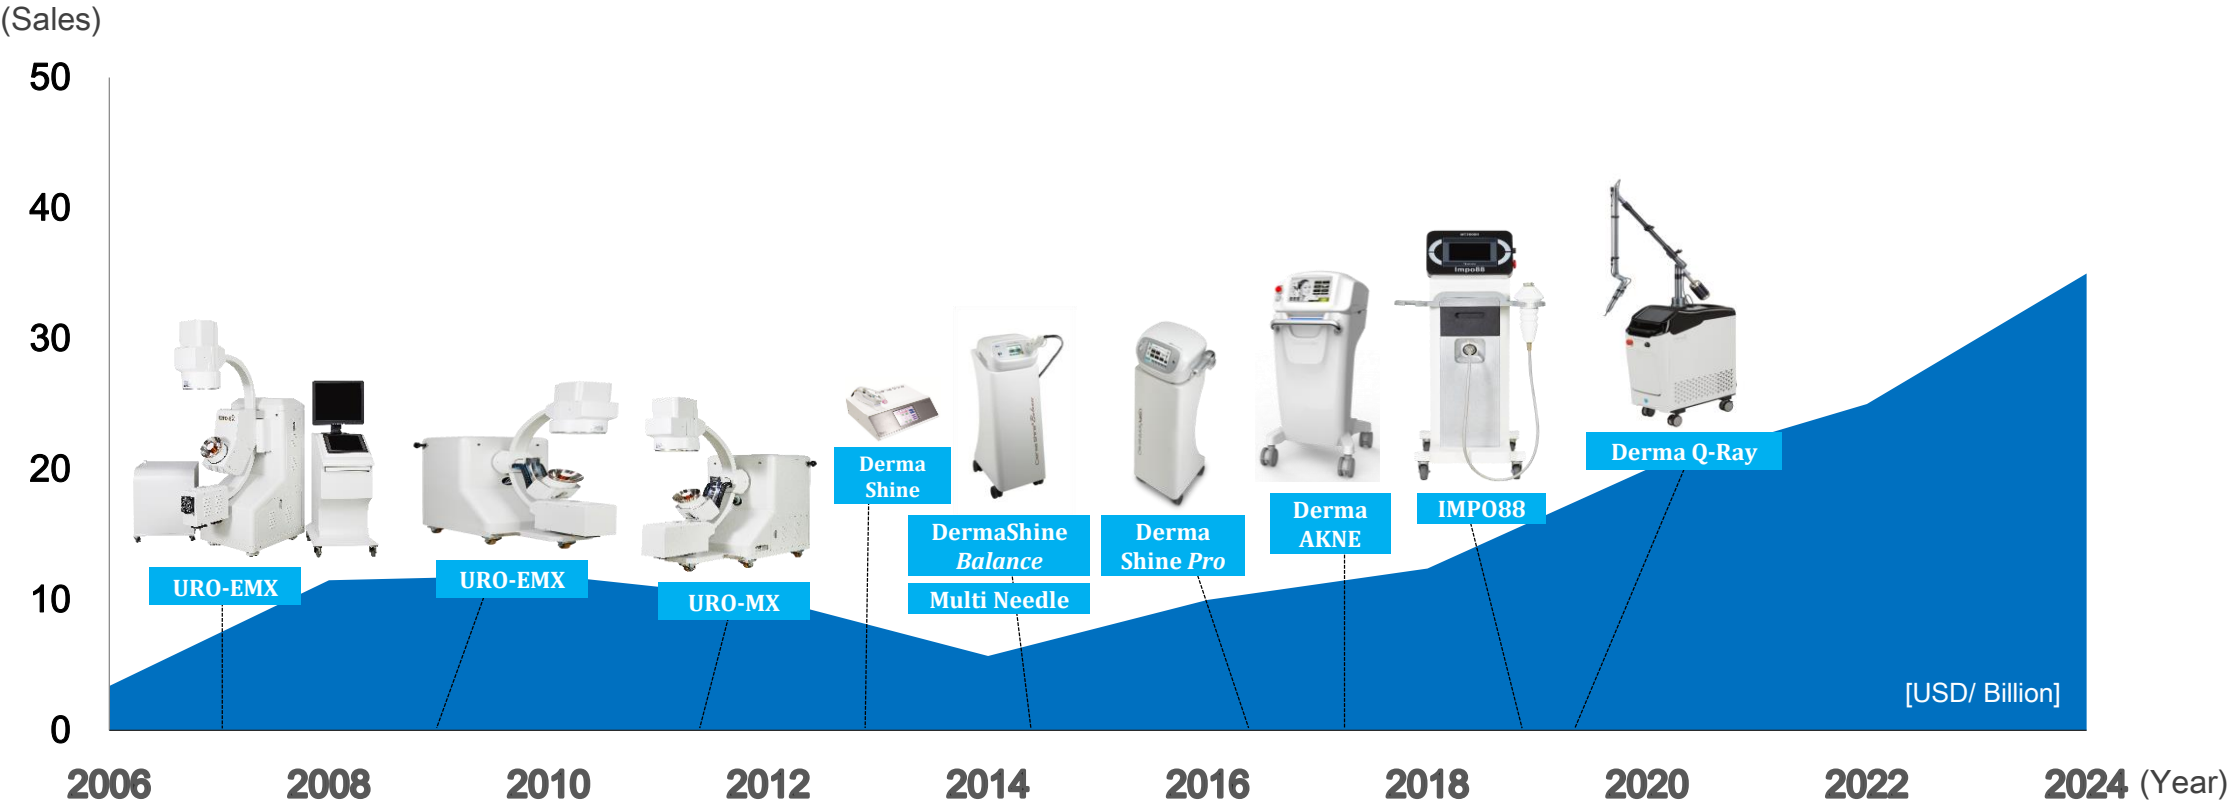 (Sales)
50
40
30
20
10
0
URO-EMX
URO-EMX
URO-MX
Derma
Shine
DermaShine
Balance
Multi Needle
Derma
Shine Pro
Derma
AKNE
Impo88
IMPO88
Derma Q-Ray
[USD/ Billion]
2006 2008 2010 2012 2014 2016 2018 2020 2022 2024 (Year)